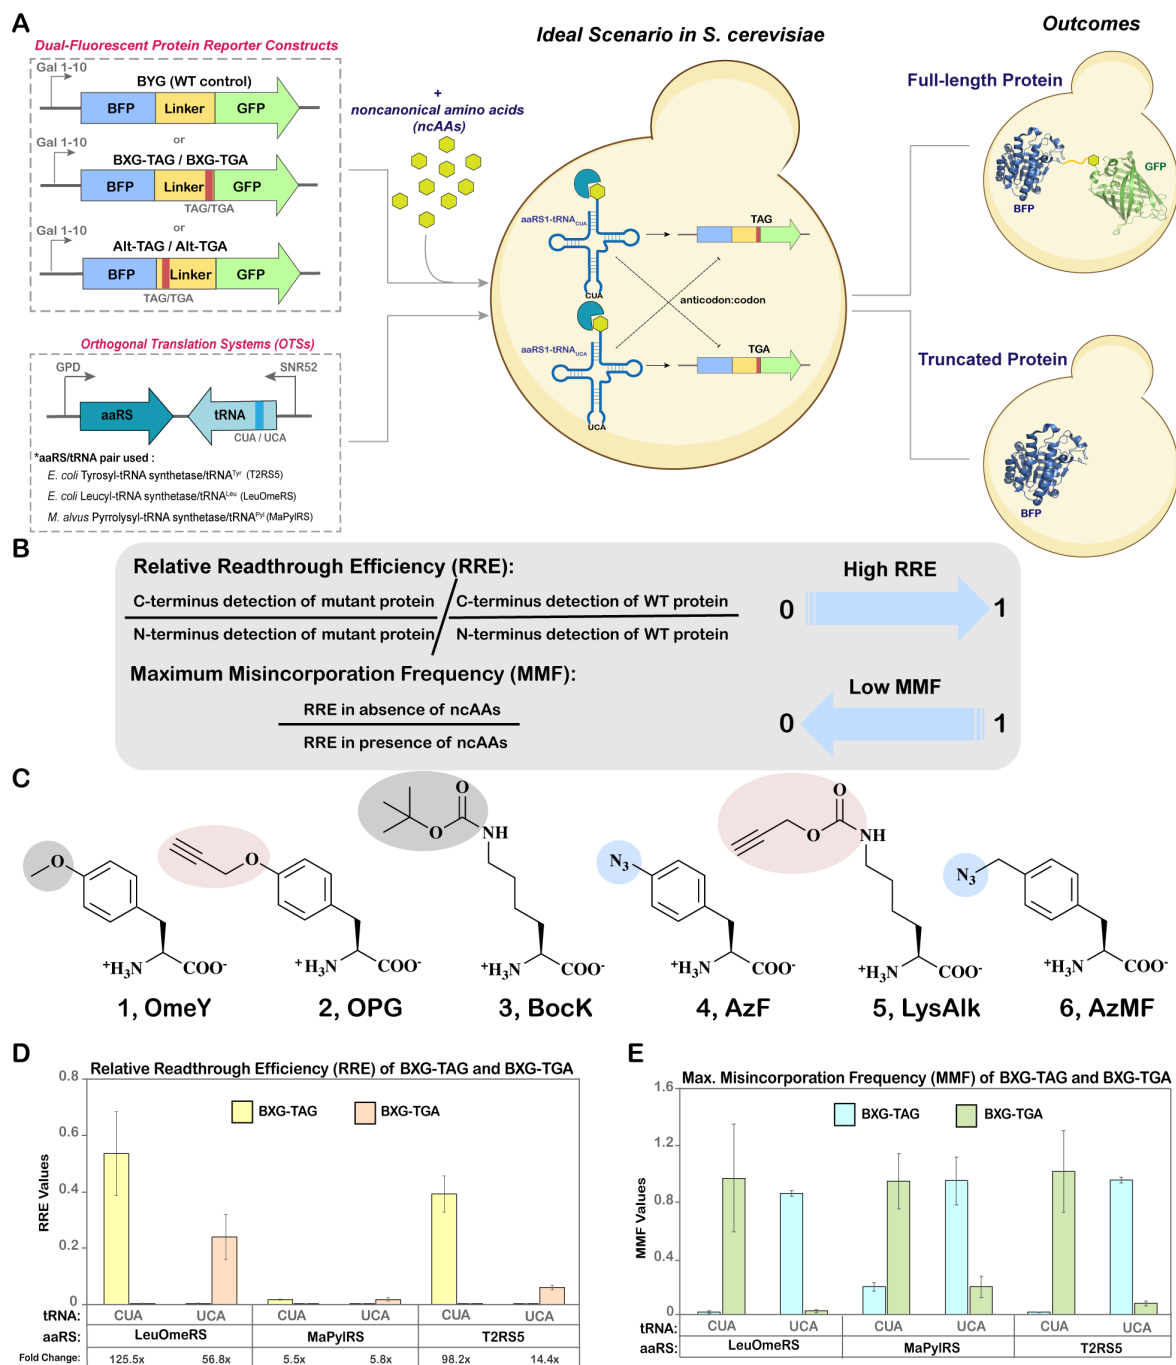 A
Dual-Fluorescent Protein Reporter Constructs
Gal 1-10
BYG (WT control)
BFP Linker GFP
or
Gal 1-10
BXG-TAG / BXG-TGA
BFP Linker GFP
TAG/TGA
or
Gal 1-10
Alt-TAG / Alt-TGA
BFP Linker GFP
TAG/TGA
Orthogonal Translation Systems (OTSs)
GPD SNR52
aaRS tRNA
CUA / UCA
*aaRS/tRNA pair used :
E. coli Tyrosyl-tRNA synthetase/tRNATyr (T2RS5)
E. coli Leucyl-tRNA synthetase/tRNALeu (LeuOmeRS)
M. alvus Pyrrolysyl-tRNA synthetase/tRNAPyl (MaPylRS)
+
noncanonical amino acids
(ncAAs)
Ideal Scenario in S. cerevisiae
aaRS1-tRNACUA
TAG
CUA
anticodon:codon
aaRS1-tRNAUCA
TGA
UCA
Outcomes
Full-length Protein
GFP
BFP
Truncated Protein
BFP
B
Relative Readthrough Efficiency (RRE):
C-terminus detection of mutant protein / C-terminus detection of WT protein
N-terminus detection of mutant protein N-terminus detection of WT protein
High RRE
0 1
Maximum Misincorporation Frequency (MMF):
RRE in absence of ncAAs
RRE in presence of ncAAs
Low MMF
0 1
C
O
+H3N COO-
1, OmeY
O
+H3N COO-
2, OPG
O
O NH
+H3N COO-
3, BocK
N3
+H3N COO-
4, AzF
O
O NH
+H3N COO-
5, LysAlk
N3
+H3N COO-
6, AzMF
D
Relative Readthrough Efficiency (RRE) of BXG-TAG and BXG-TGA
BXG-TAG BXG-TGA
RRE Values
0.8
0.6
0.4
0.2
0
tRNA: CUA UCA CUA UCA CUA UCA
aaRS: LeuOmeRS MaPylRS T2RS5
Fold Change: 125.5x 56.8x 5.5x 5.8x 98.2x 14.4x
E
Max. Misincorporation Frequency (MMF) of BXG-TAG and BXG-TGA
BXG-TAG BXG-TGA
MMF Values
1.6
1.2
0.8
0.4
0
tRNA: CUA UCA CUA UCA CUA UCA
aaRS: LeuOmeRS MaPylRS T2RS5